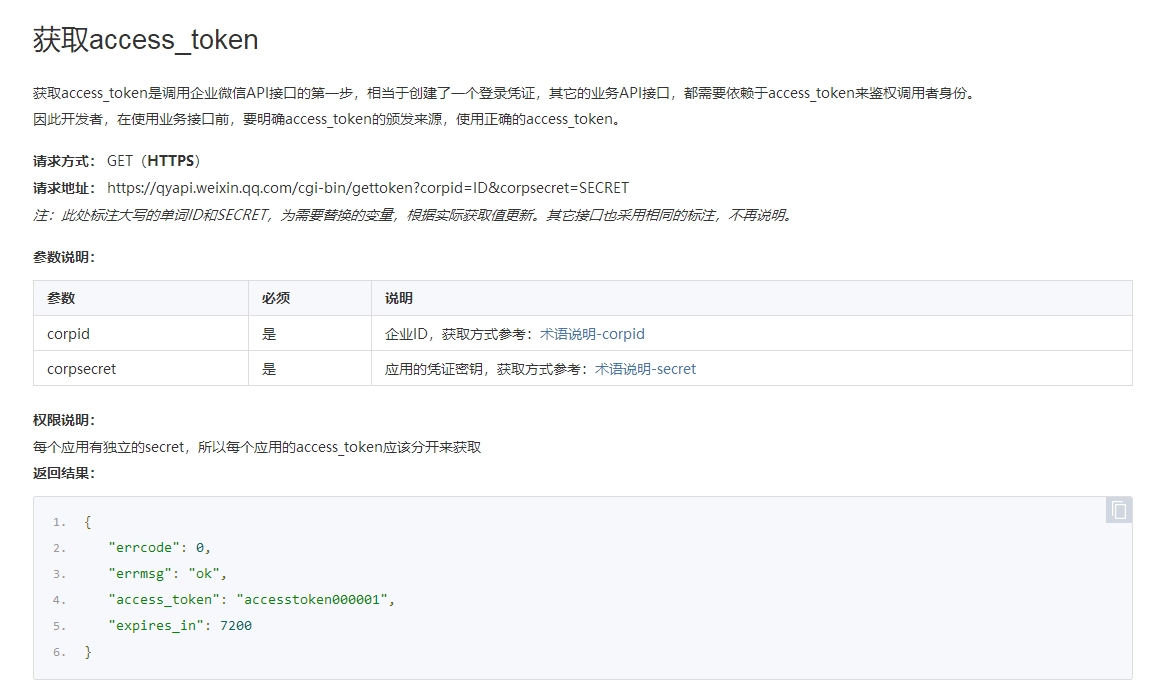 获取access_token
获取access_token是调用企业微信API接口的第一步，相当于创建了一个登录凭证，其它的业务API接口，都需要依赖于access_token来鉴权调用者身份。
因此开发者，在使用业务接口前，要明确access_token的颁发来源，使用正确的access_token。
请求方式： GET（HTTPS）
请求地址： https://qyapi.weixin.qq.com/cgi-bin/gettoken?corpid=ID&corpsecret=SECRET
注：此处标注大写的单词ID和SECRET，为需要替换的变量，根据实际获取值更新。其它接口也采用相同的标注，不再说明。
参数说明：
参数 必须 说明
corpid 是 企业ID，获取方式参考：术语说明-corpid
corpsecret 是 应用的凭证密钥，获取方式参考：术语说明-secret
权限说明：
每个应用有独立的secret，所以每个应用的access_token应该分开来获取
返回结果：
1. {
2. "errcode": 0,
3. "errmsg": "ok",
4. "access_token": "accesstoken000001",
5. "expires_in": 7200
6. }